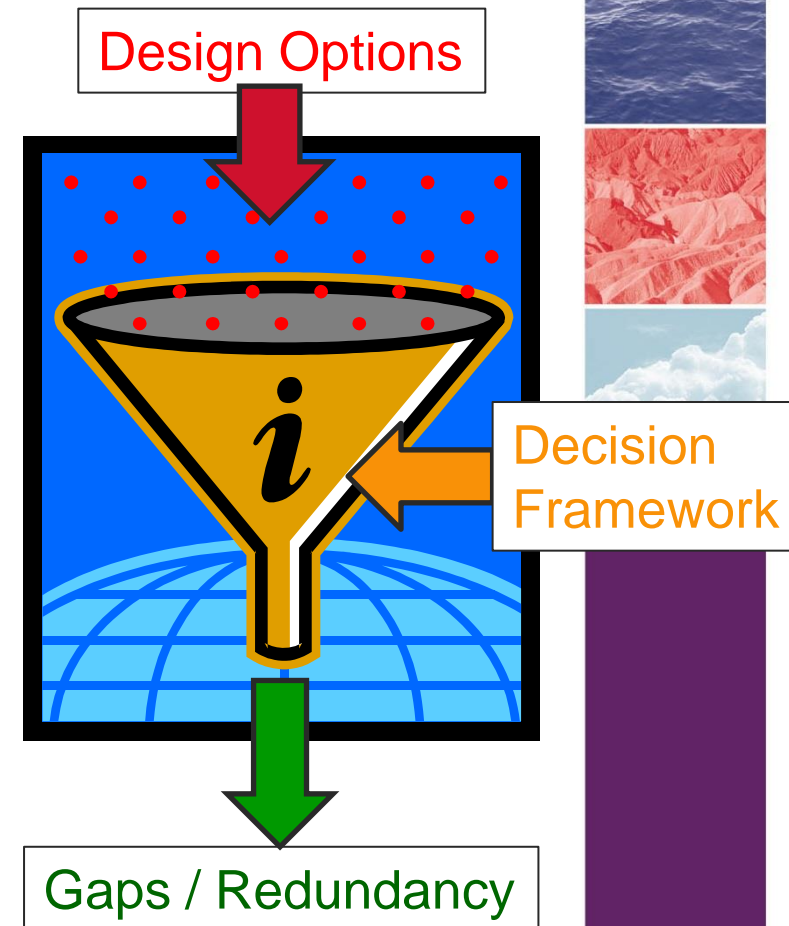 Design Options
i
Decision
Framework
Gaps / Redundancy